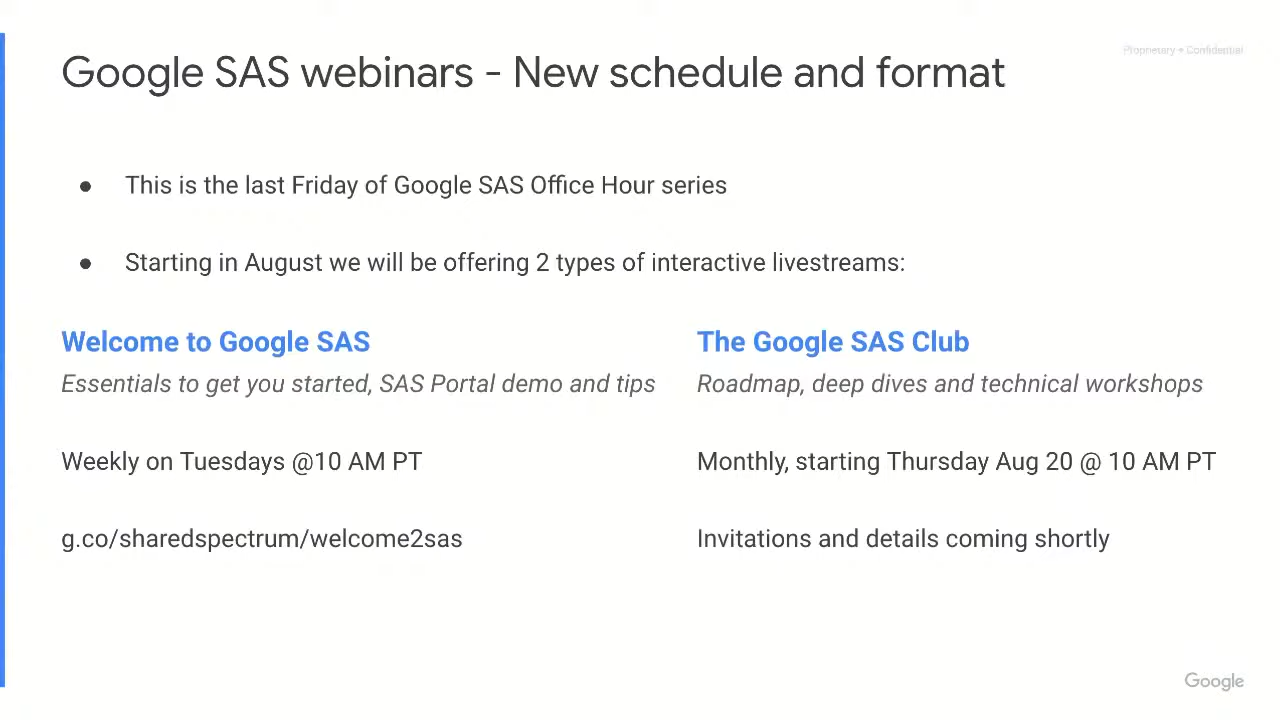 Proprietary + Confidential
Google SAS webinars - New schedule and format
● This is the last Friday of Google SAS Office Hour series
● Starting in August we will be offering 2 types of interactive livestreams:
Welcome to Google SAS
Essentials to get you started, SAS Portal demo and tips
Weekly on Tuesdays @10 AM PT
g.co/sharedspectrum/welcome2sas
The Google SAS Club
Roadmap, deep dives and technical workshops
Monthly, starting Thursday Aug 20 @ 10 AM PT
Invitations and details coming shortly
Google